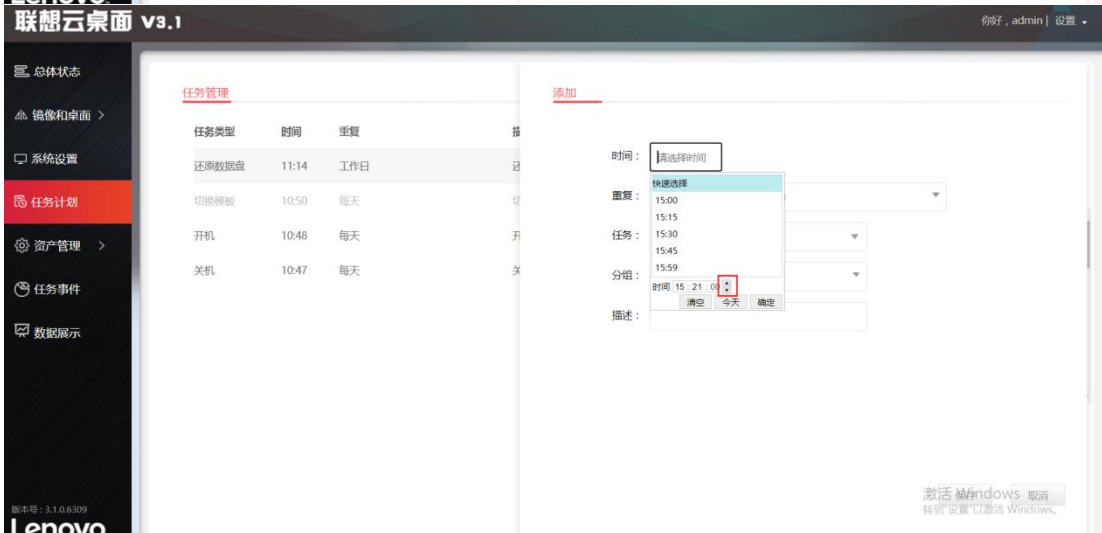 联想云桌面 V3.1
你好 , admin | 设置
总体状态
镜像和桌面 >
系统设置
任务计划
资产管理 >
任务事件
数据展示
版本号 : 3.1.0.6309
Lenovo
任务管理
任务类型 时间 重复
还原数据盘 11:14 工作日
切换模板 10:50 每天
开机 10:48 每天
关机 10:47 每天
添加
时间 : 请选择时间
快速选择
重复 :
15:00
15:15
任务 :
15:30
15:45
分组 :
15:59
时间 15 : 21 : 00
清空 今天 确定
描述 :
保存 取消
激活 Windows
转到"设置"以激活 Windows。